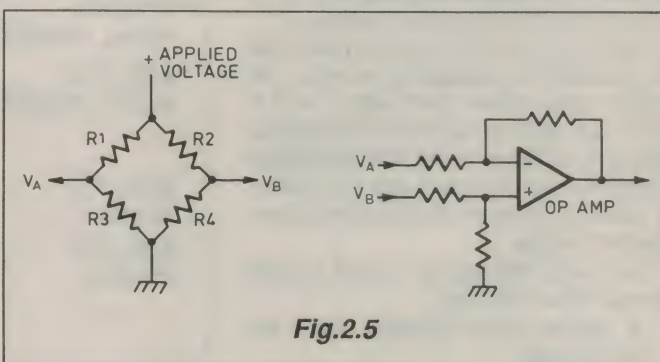 + APPLIED
VOLTAGE
R1
R2
VA
VB
R3
R4
VA
VB
-
+
OP AMP
Fig.2.5